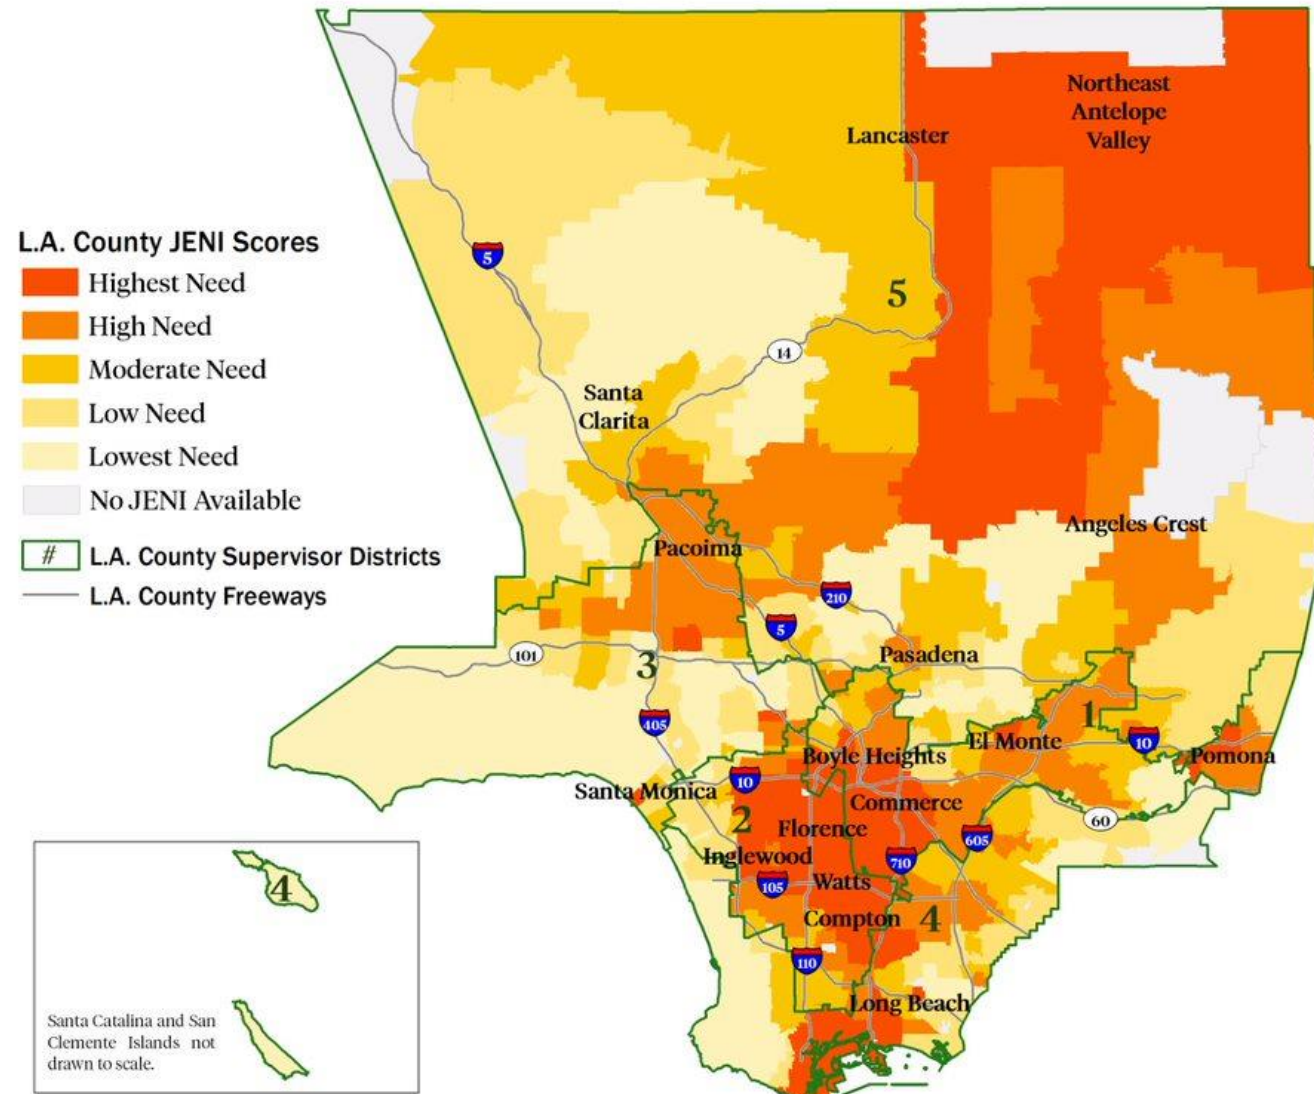 L.A. County JENI Scores
Highest Need
High Need
Moderate Need
Low Need
Lowest Need
No JENI Available
# L.A. County Supervisor Districts
L.A. County Freeways
Northeast
Antelope
Valley
Lancaster
5
5
14
Santa
Clarita
Angeles Crest
Pacoima
210
5
101
3
Pasadena
405
1
El Monte
10
Boyle Heights
Pomona
10
Santa Monica
Commerce
60
2
Florence
605
Inglewood
710
105
Watts
Compton
4
110
Long Beach
4
Santa Catalina and San
Clemente Islands not
drawn to scale.